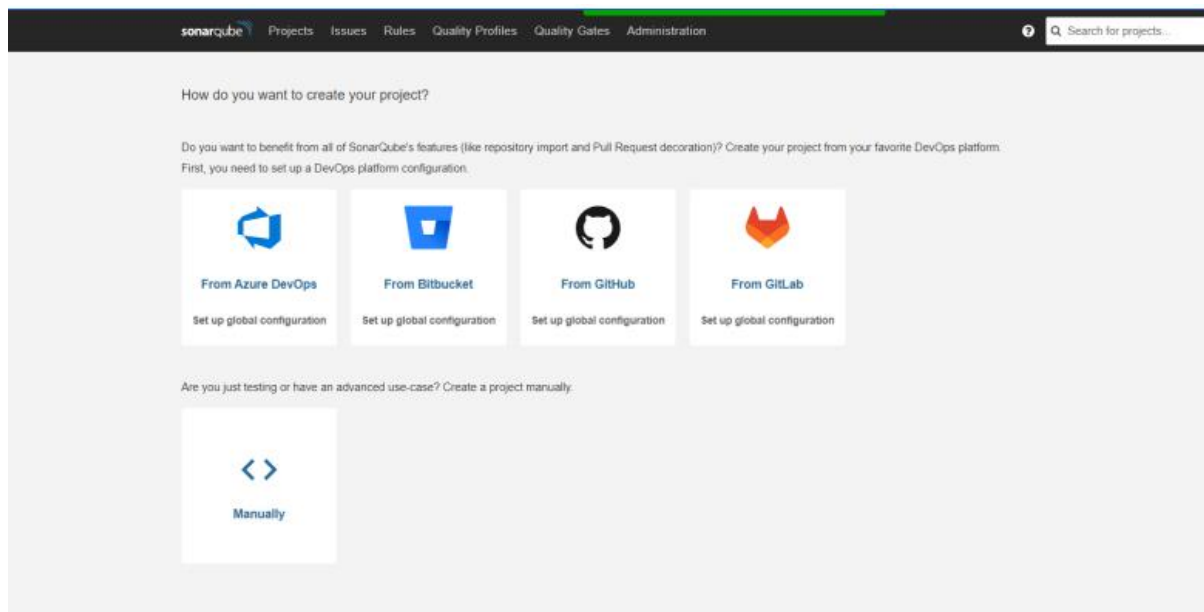 sonarqube Projects Issues Rules Quality Profiles Quality Gates Administration Search for projects...
How do you want to create your project?
Do you want to benefit from all of SonarQube's features (like repository import and Pull Request decoration)? Create your project from your favorite DevOps platform.
First, you need to set up a DevOps platform configuration.
From Azure DevOps From Bitbucket From GitHub From GitLab
Set up global configuration Set up global configuration Set up global configuration Set up global configuration
Are you just testing or have an advanced use-case? Create a project manually.
Manually